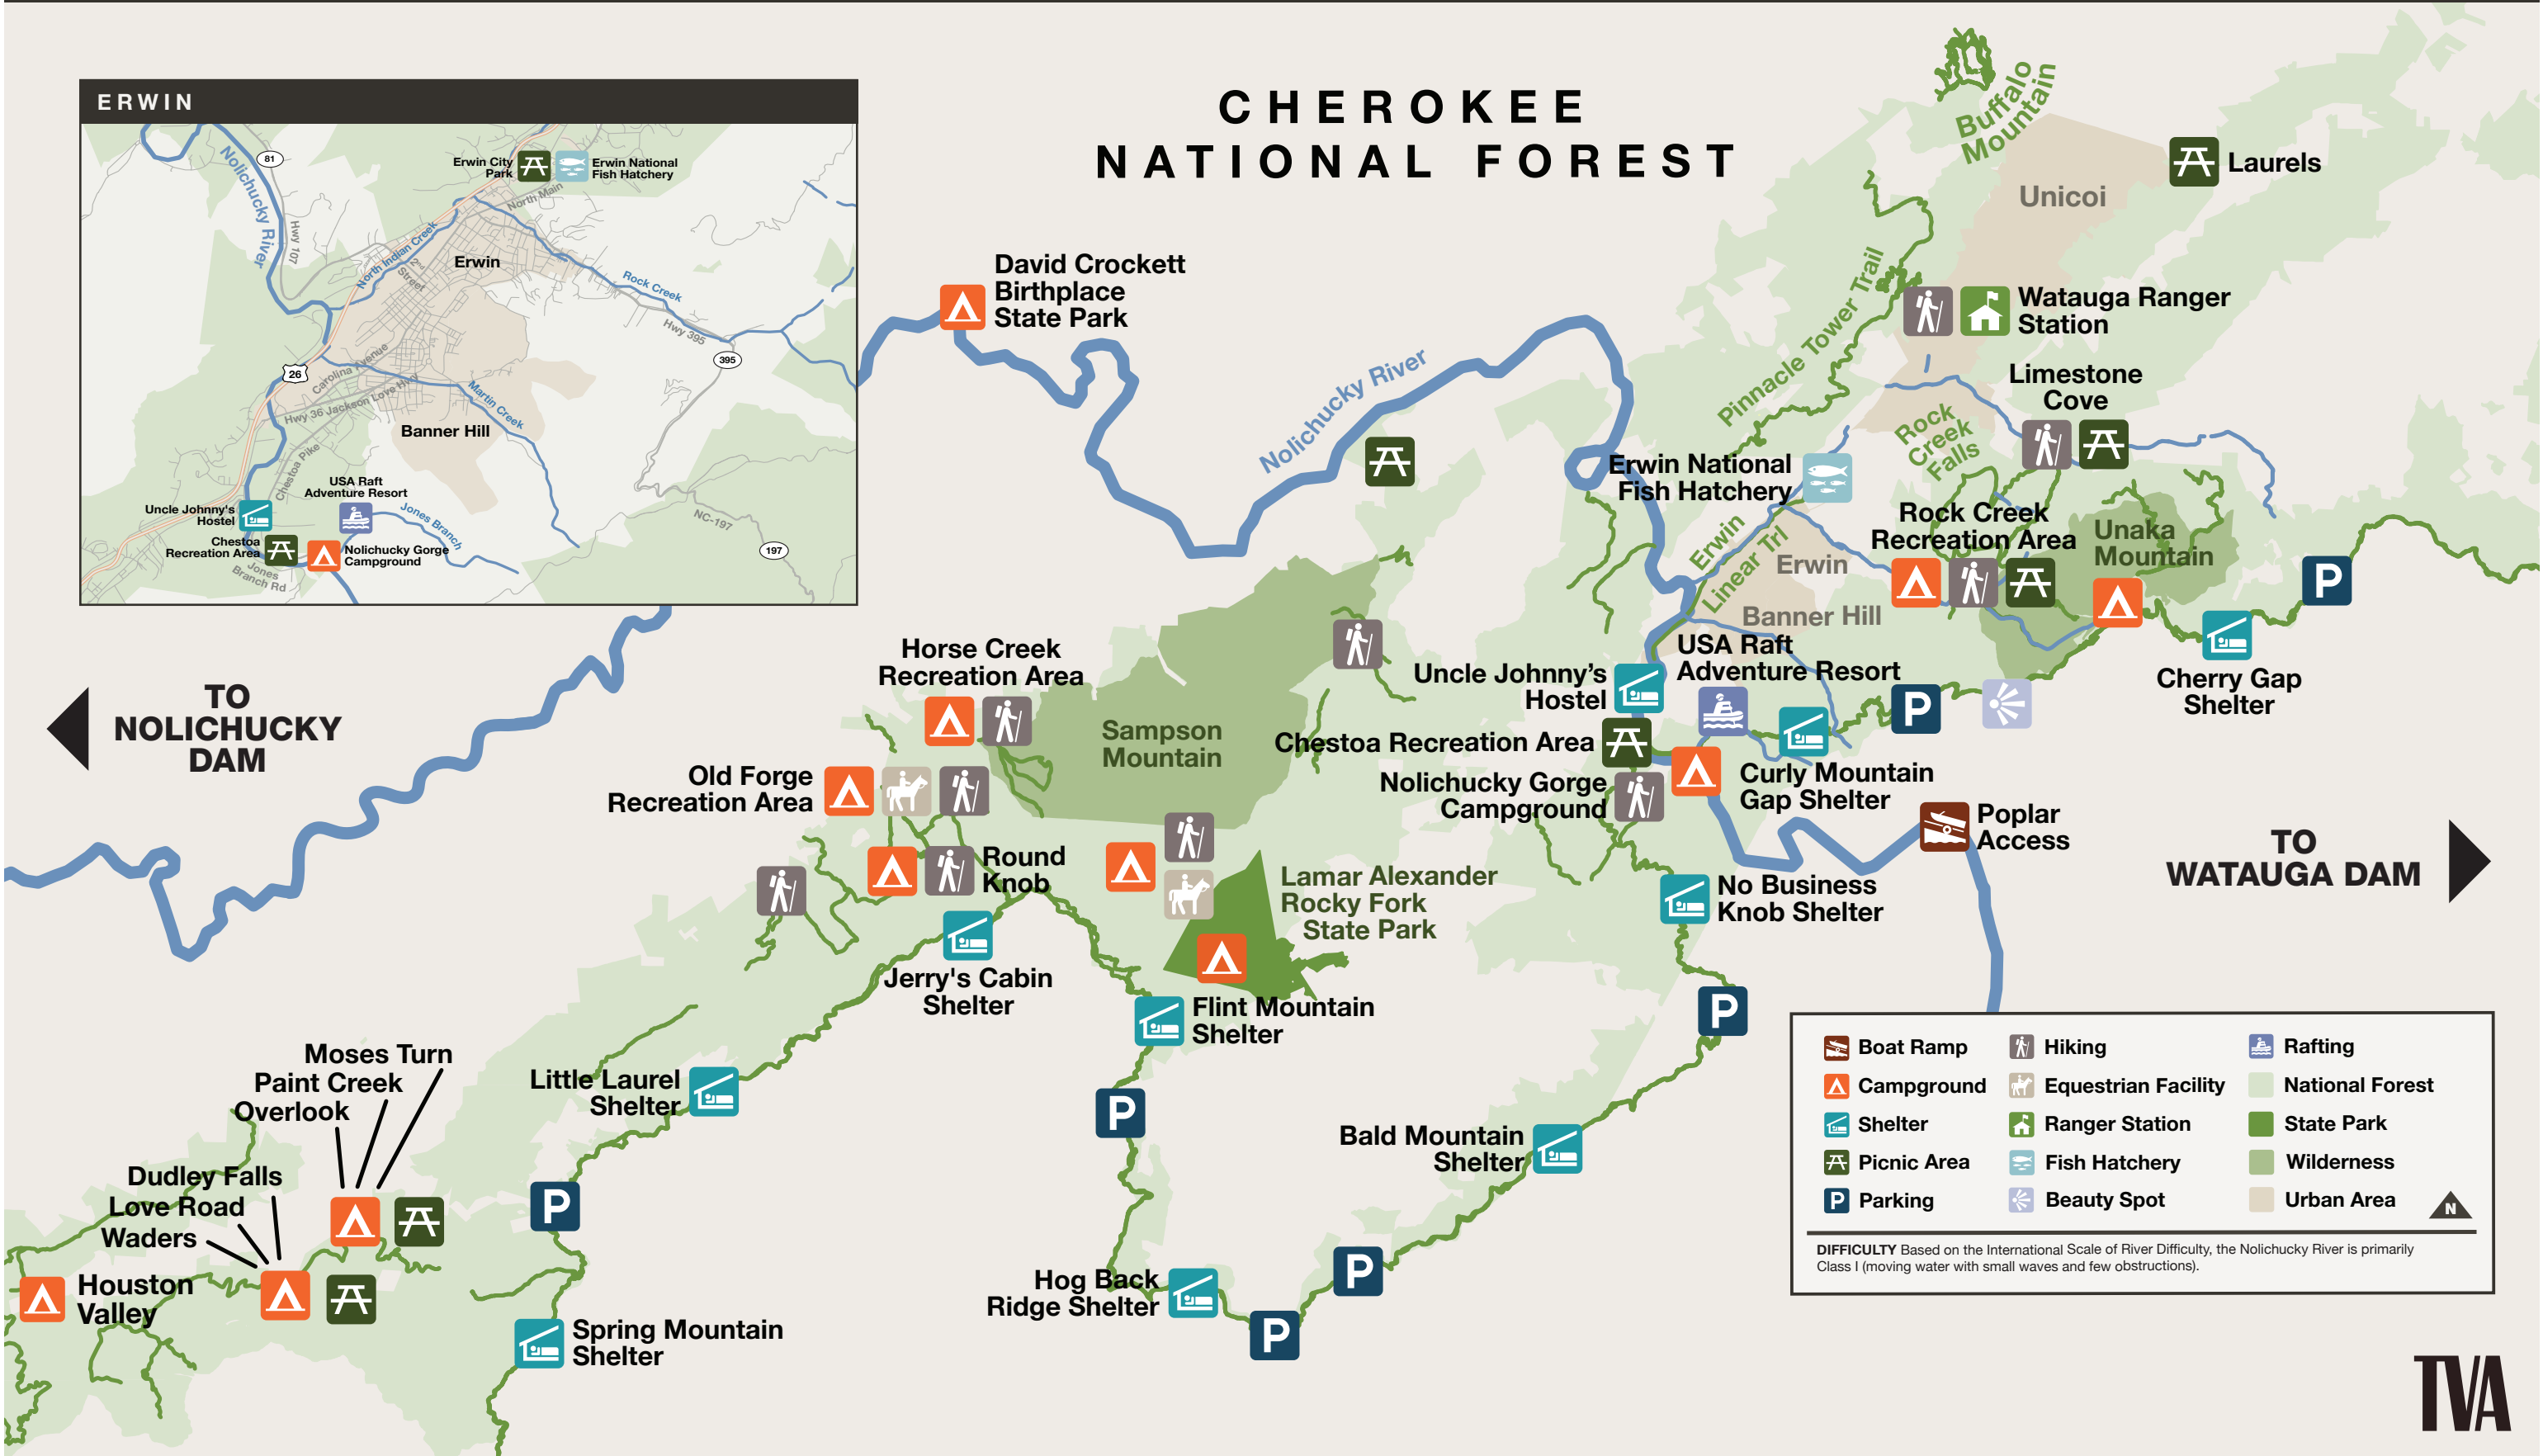 ERWIN
81
Nolichucky River
Hwy 107
Erwin City
Park
Erwin National
Fish Hatchery
North Main
North Indian Creek
2nd
Street
Erwin
Rock Creek
Hwy 395
395
26
Carolina Avenue
Hwy 36 Jackson Love Hwy
Martin Creek
Banner Hill
Chestoa Pike
USA Raft
Adventure Resort
Uncle Johnny's
Hostel
Jones Branch
Chestoa
Recreation Area
Nolichucky Gorge
Campground
Jones
Branch Rd
NC-197
197
CHEROKEE
NATIONAL FOREST
Buffalo
Mountain
Laurels
Unicoi
David Crockett
Birthplace
State Park
Watauga Ranger
Station
Pinnacle Tower Trail
Nolichucky River
Limestone
Cove
Rock
Creek
Falls
Erwin National
Fish Hatchery
Rock Creek
Recreation Area
Unaka
Mountain
Erwin
Linear Trl
Erwin
P
Banner Hill
Horse Creek
Recreation Area
USA Raft
Adventure Resort
Uncle Johnny's
Hostel
Cherry Gap
Shelter
P
TO
NOLICHUCKY
DAM
Sampson
Mountain
Chestoa Recreation Area
Old Forge
Recreation Area
Nolichucky Gorge
Campground
Curly Mountain
Gap Shelter
Poplar
Access
TO
WATAUGA DAM
Round
Knob
Lamar Alexander
Rocky Fork
State Park
No Business
Knob Shelter
Jerry's Cabin
Shelter
Flint Mountain
Shelter
P
Moses Turn
Paint Creek
Overlook
Little Laurel
Shelter
P
Bald Mountain
Shelter
Dudley Falls
Love Road
Waders
P
Houston
Valley
Hog Back
Ridge Shelter
P
P
Spring Mountain
Shelter
Boat Ramp
Campground
Shelter
Picnic Area
P
Parking
Hiking
Equestrian Facility
Ranger Station
Fish Hatchery
Beauty Spot
Rafting
National Forest
State Park
Wilderness
Urban Area
N
DIFFICULTY Based on the International Scale of River Difficulty, the Nolichucky River is primarily
Class I (moving water with small waves and few obstructions).
TVA